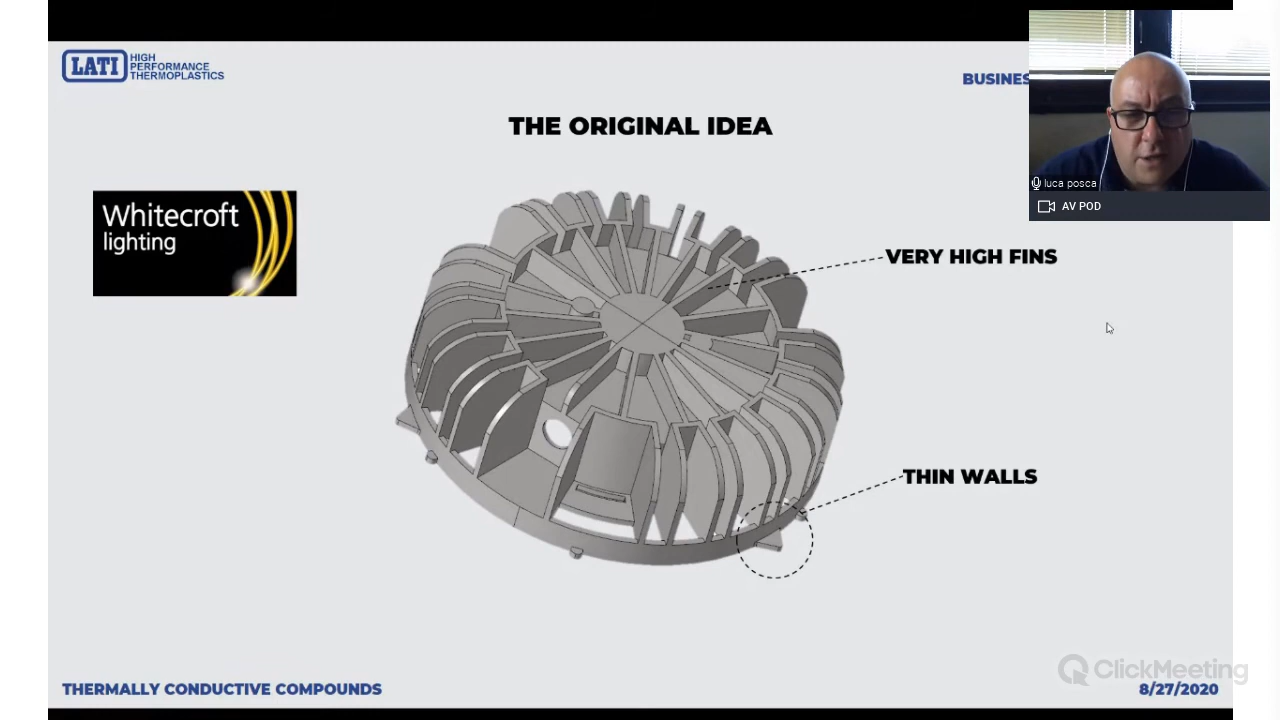 LATI
HIGH
PERFORMANCE
THERMOPLASTICS
BUSINES
THE ORIGINAL IDEA
luca posca
AV POD
Whitecroft
lighting
VERY HIGH FINS
THIN WALLS
ClickMeeting
THERMALLY CONDUCTIVE COMPOUNDS
8/27/2020